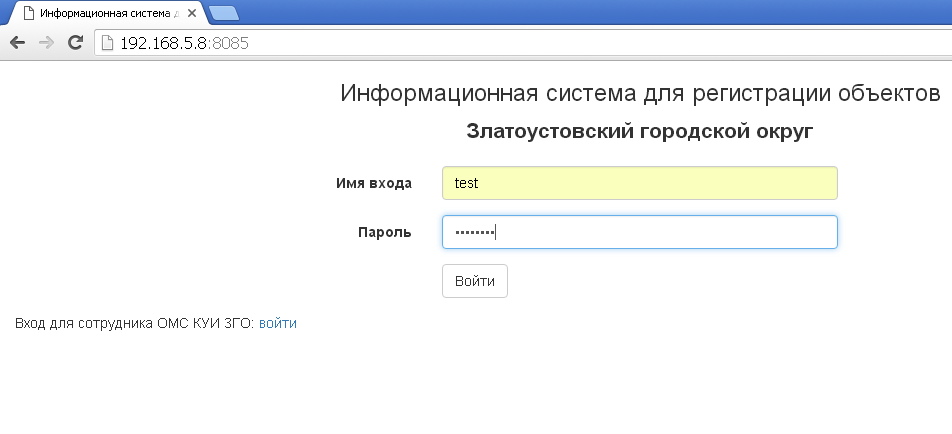 Информационная система д
192.168.5.8:8085
Информационная система для регистрации объектов
Златоустовский городской округ
Имя входа test
Пароль ••••••••
Войти
Вход для сотрудника ОМС КУИ ЗГО: войти